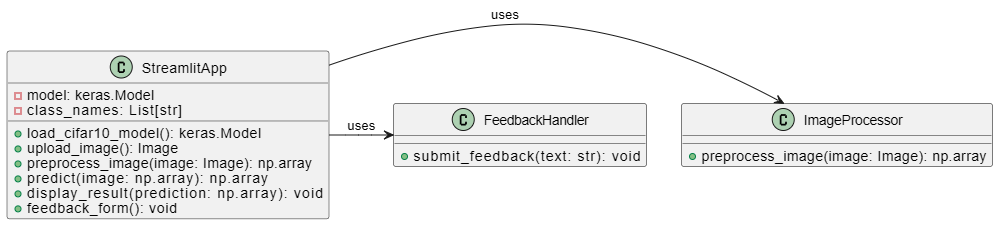 uses
C StreamlitApp
model: keras.Model
class_names: List[str]
load_cifar10_model(): keras.Model
upload_image(): Image
preprocess_image(image: Image): np.array
predict(image: np.array): np.array
display_result(prediction: np.array): void
feedback_form(): void
uses
C FeedbackHandler
submit_feedback(text: str): void
C ImageProcessor
preprocess_image(image: Image): np.array